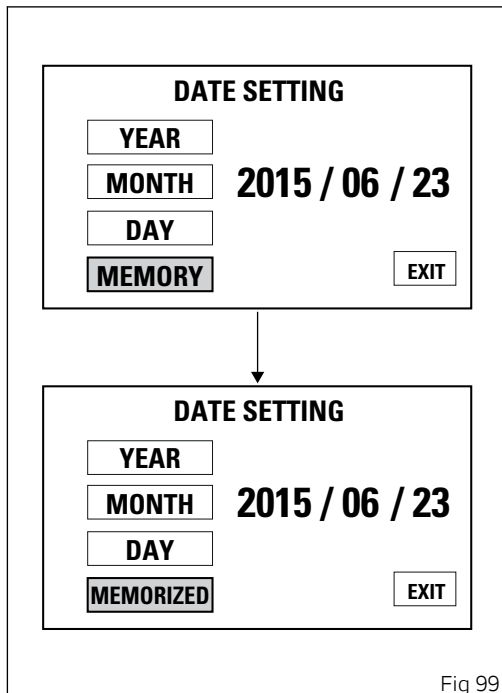 DATE SETTING
YEAR
MONTH 2015 / 06 / 23
DAY
MEMORY EXIT
DATE SETTING
YEAR
MONTH 2015 / 06 / 23
DAY
MEMORIZED EXIT
Fig 99